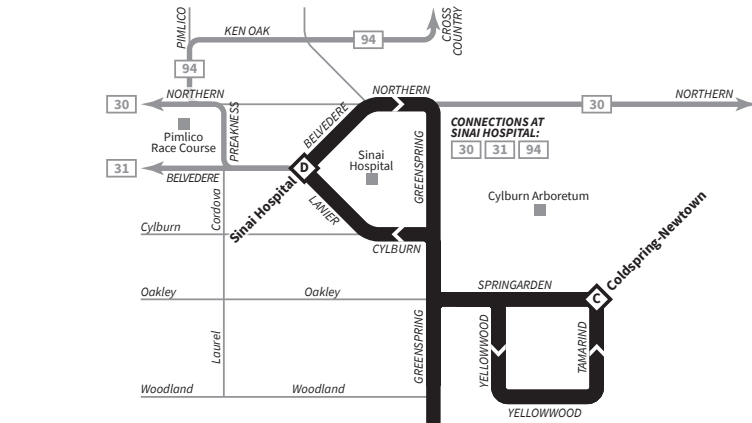 PIMLICO
KEN OAK
94
CROSS
COUNTRY
94
30
NORTHERN
NORTHERN
30
NORTHERN
PREAKNESS
BELVEDERE
GREENSPRING
CONNECTIONS AT
SINAI HOSPITAL:
30 31 94
Pimlico
Race Course
Sinai
Hospital
31
BELVEDERE
D
Sinai Hospital
LANIER
Cylburn Arboretum
Cordova
Cylburn
CYLBURN
Coldspring-Newtown
Oakley
Oakley
SPRINGARDEN
C
Laurel
GREENSPRING
YELLOWWOOD
TAMARIND
Woodland
Woodland
YELLOWWOOD